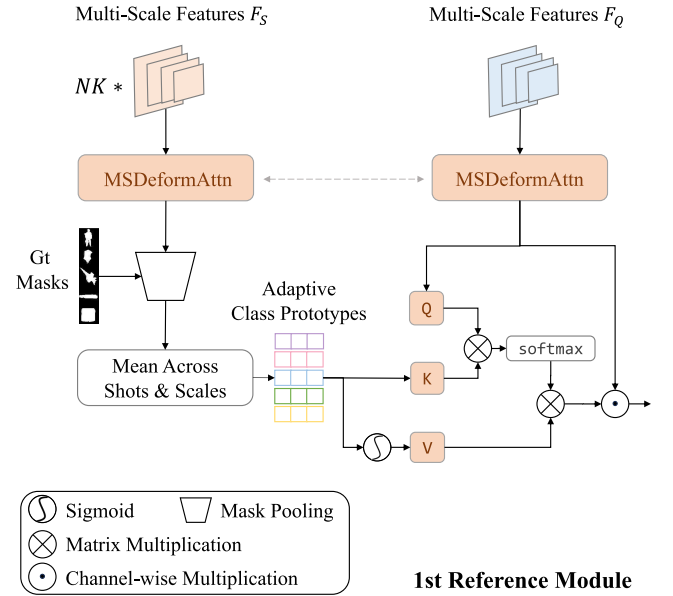 Multi-Scale Features F_S
Multi-Scale Features F_Q
NK *
MSDeformAttn
MSDeformAttn
Gt
Masks
Adaptive
Class Prototypes
Q
softmax
Mean Across
Shots & Scales
K
V
Sigmoid
Mask Pooling
Matrix Multiplication
Channel-wise Multiplication
1st Reference Module